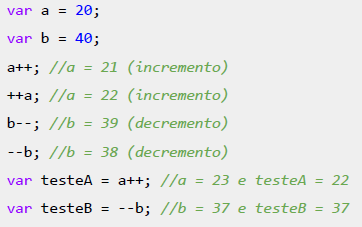 var a = 20;
var b = 40;
a++; //a = 21 (incremento)
++a; //a = 22 (incremento)
b--; //b = 39 (decremento)
--b; //b = 38 (decremento)
var testeA = a++; //a = 23 e testeA = 22
var testeB = --b; //b = 37 e testeB = 37